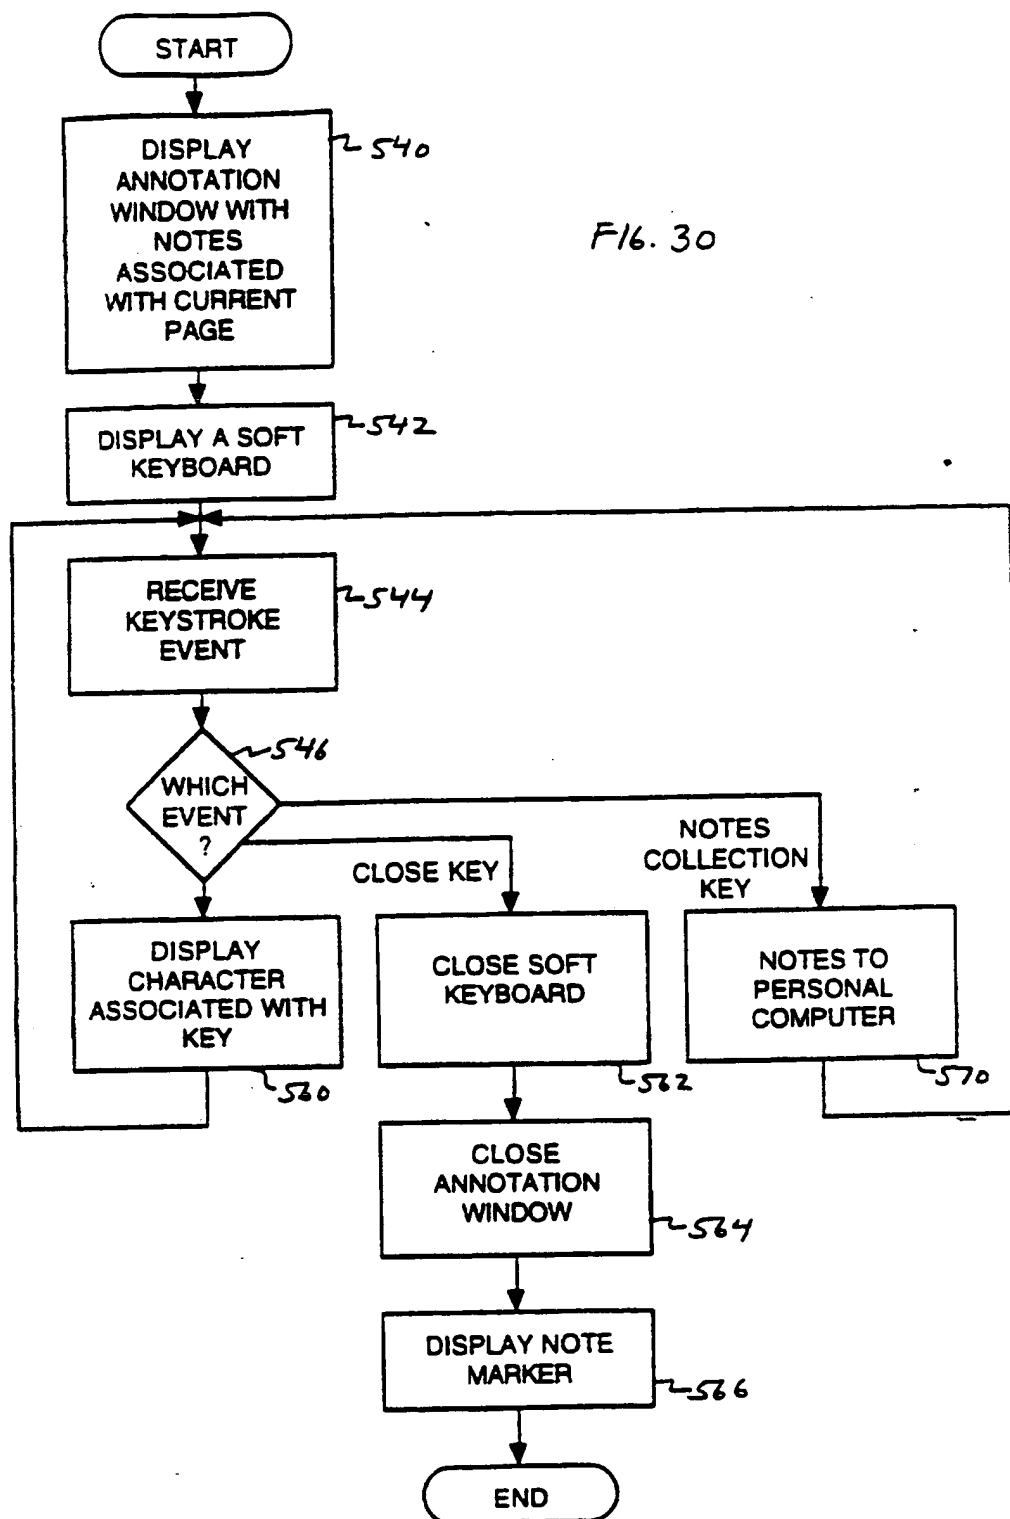 START
DISPLAY
ANNOTATION
WINDOW WITH
NOTES
ASSOCIATED
WITH CURRENT
PAGE
540
FIG. 30
DISPLAY A SOFT
KEYBOARD
542
RECEIVE
KEYSTROKE
EVENT
544
WHICH
EVENT
?
546
CLOSE KEY
NOTES
COLLECTION
KEY
DISPLAY
CHARACTER
ASSOCIATED WITH
KEY
560
CLOSE SOFT
KEYBOARD
562
NOTES TO
PERSONAL
COMPUTER
570
CLOSE
ANNOTATION
WINDOW
564
DISPLAY NOTE
MARKER
566
END